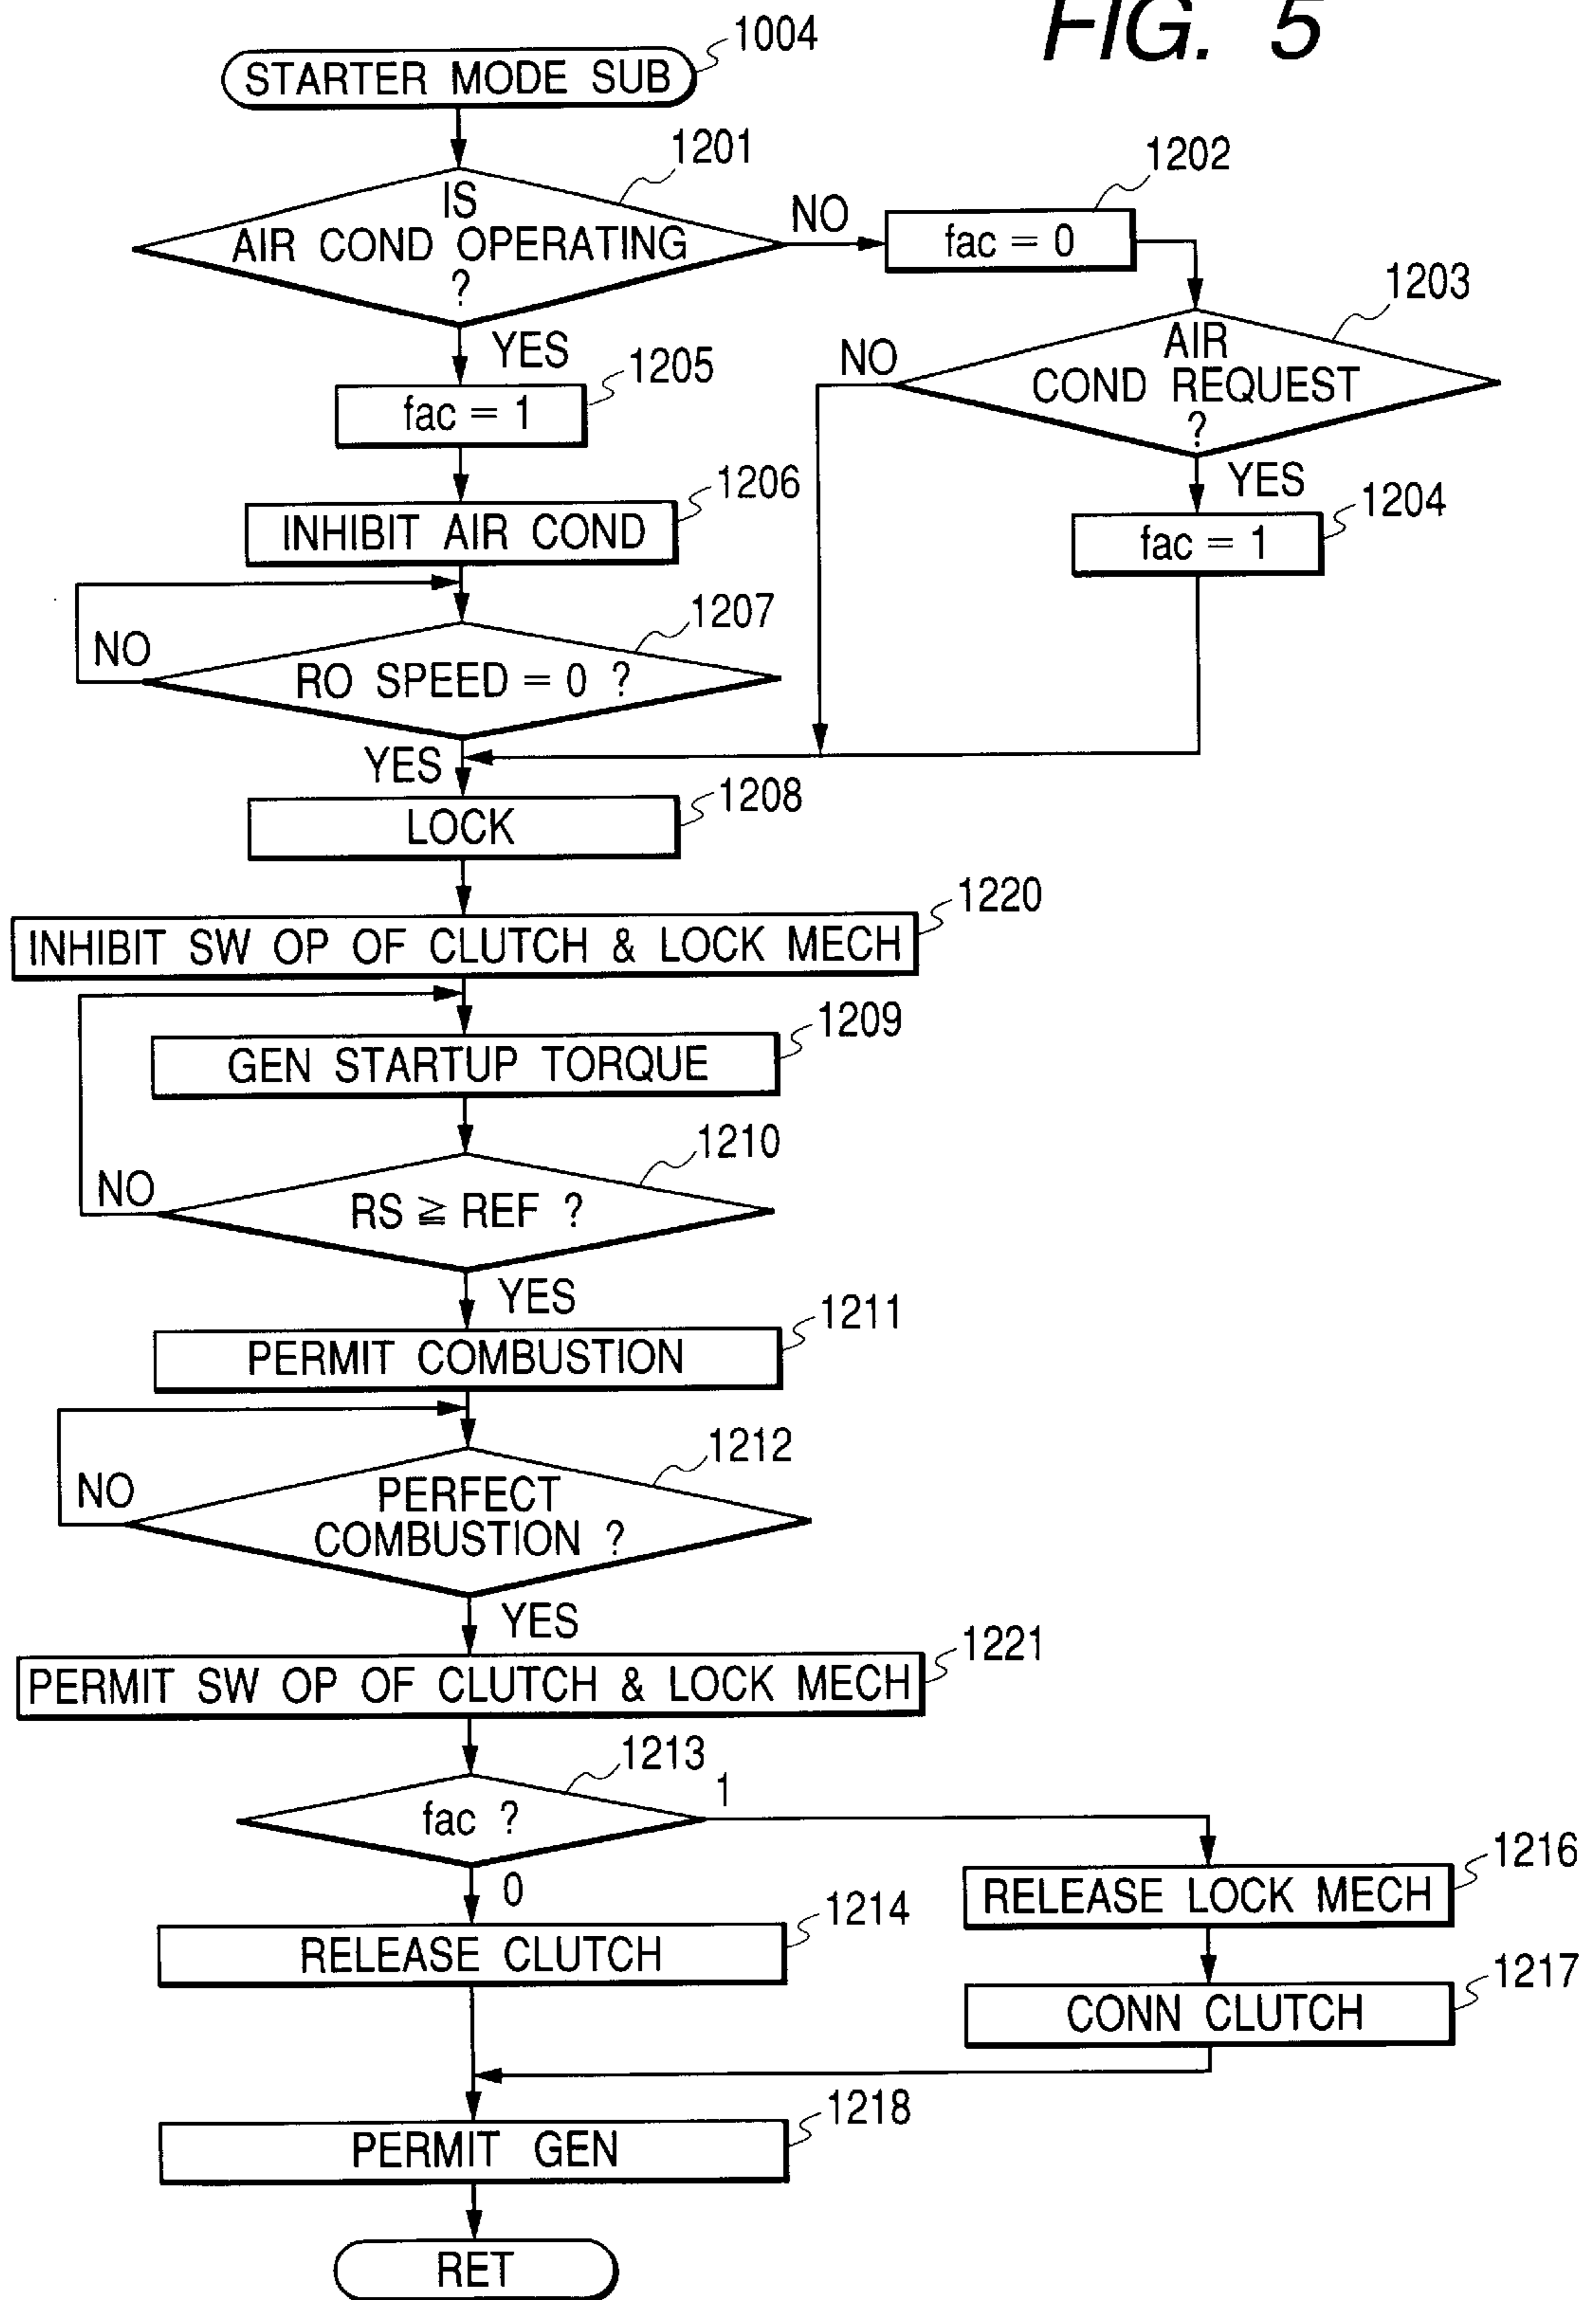 FIG. 5
STARTER MODE SUB
1004
1201
IS
AIR COND OPERATING
?
NO
1202
fac = 0
1203
AIR
COND REQUEST
?
NO
YES
YES
1205
fac = 1
1204
fac = 1
1206
INHIBIT AIR COND
1207
NO
RO SPEED = 0 ?
YES
1208
LOCK
1220
INHIBIT SW OP OF CLUTCH & LOCK MECH
1209
GEN STARTUP TORQUE
1210
NO
RS ≧ REF ?
YES
1211
PERMIT COMBUSTION
1212
NO
PERFECT
COMBUSTION ?
YES
1221
PERMIT SW OP OF CLUTCH & LOCK MECH
1213
fac ?
1
0
1216
RELEASE LOCK MECH
1214
RELEASE CLUTCH
1217
CONN CLUTCH
1218
PERMIT GEN
RET